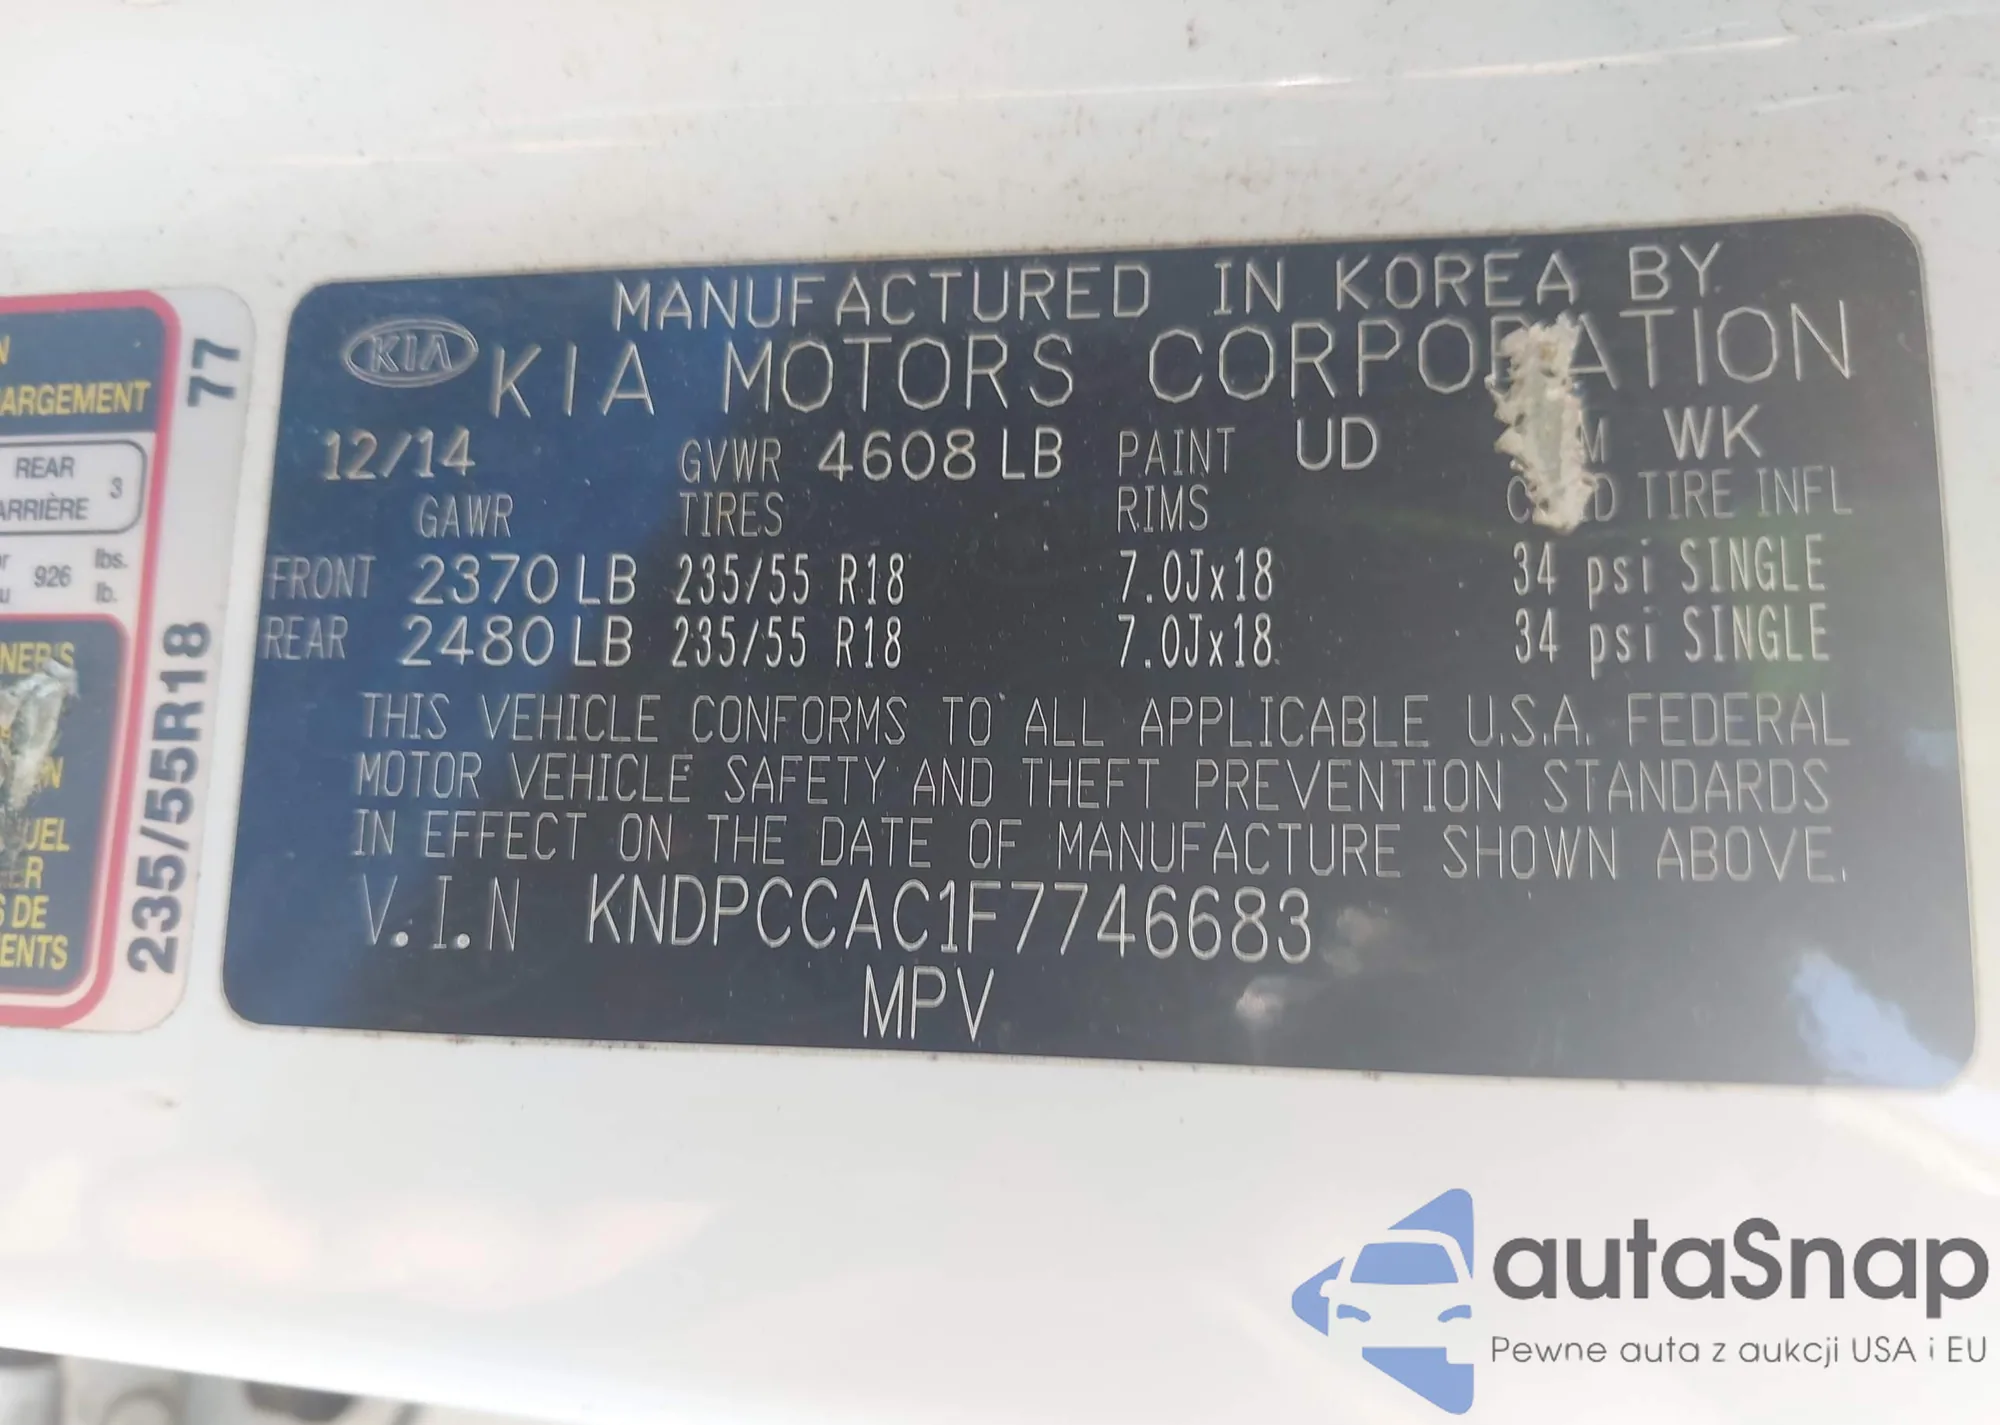 MANUFACTURED IN KOREA BY
KIA
KIA MOTORS CORPORATION
12/14 GVWR 4608 LB PAINT UD WK
GAWR TIRES RIMS TIRE INFL
FRONT 2370 LB 235/55 R18 7.0Jx18 34 psi SINGLE
REAR 2480 LB 235/55 R18 7.0Jx18 34 psi SINGLE
THIS VEHICLE CONFORMS TO ALL APPLICABLE U.S.A. FEDERAL
MOTOR VEHICLE SAFETY AND THEFT PREVENTION STANDARDS
IN EFFECT ON THE DATE OF MANUFACTURE SHOWN ABOVE.
V.I.N KNDPCCAC1F7746683
MPV
77
235/55R18
ARGEMENT
REAR 3
ARRIÈRE
926 lbs.
lb.
DE
ENTS
autaSnap
Pewne auta z aukcji USA i EU